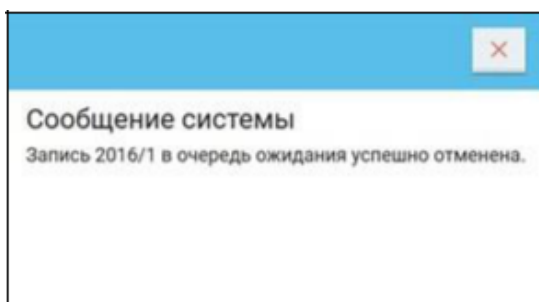 Сообщение системы
Запись 2016/1 в очередь ожидания успешно отменена.